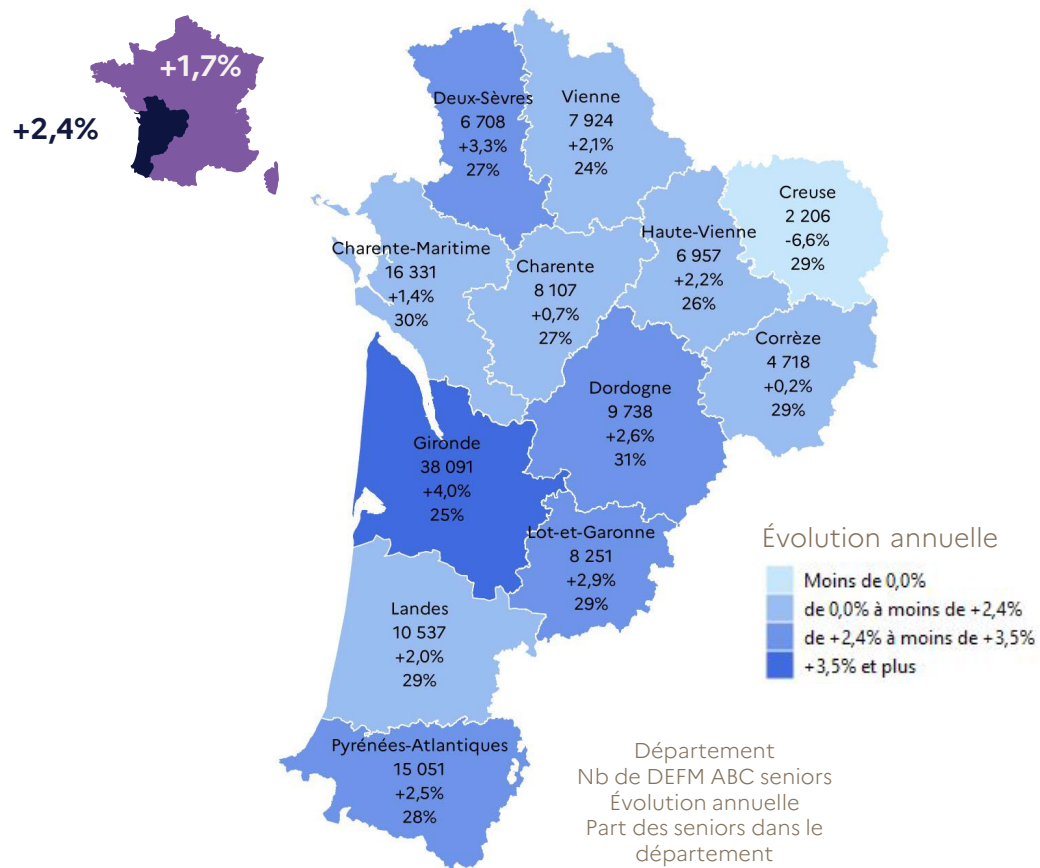 +1,7%
+2,4%
Deux-Sèvres
6 708
+3,3%
27%
Vienne
7 924
+2,1%
24%
Creuse
2 206
-6,6%
29%
Haute-Vienne
6 957
+2,2%
26%
Charente-Maritime
16 331
+1,4%
30%
Charente
8 107
+0,7%
27%
Corrèze
4 718
+0,2%
29%
Dordogne
9 738
+2,6%
31%
Gironde
38 091
+4,0%
25%
Lot-et-Garonne
8 251
+2,9%
29%
Landes
10 537
+2,0%
29%
Pyrénées-Atlantiques
15 051
+2,5%
28%
Évolution annuelle
Moins de 0,0%
de 0,0% à moins de +2,4%
de +2,4% à moins de +3,5%
+3,5% et plus
Département
Nb de DEFM ABC seniors
Évolution annuelle
Part des seniors dans le
département